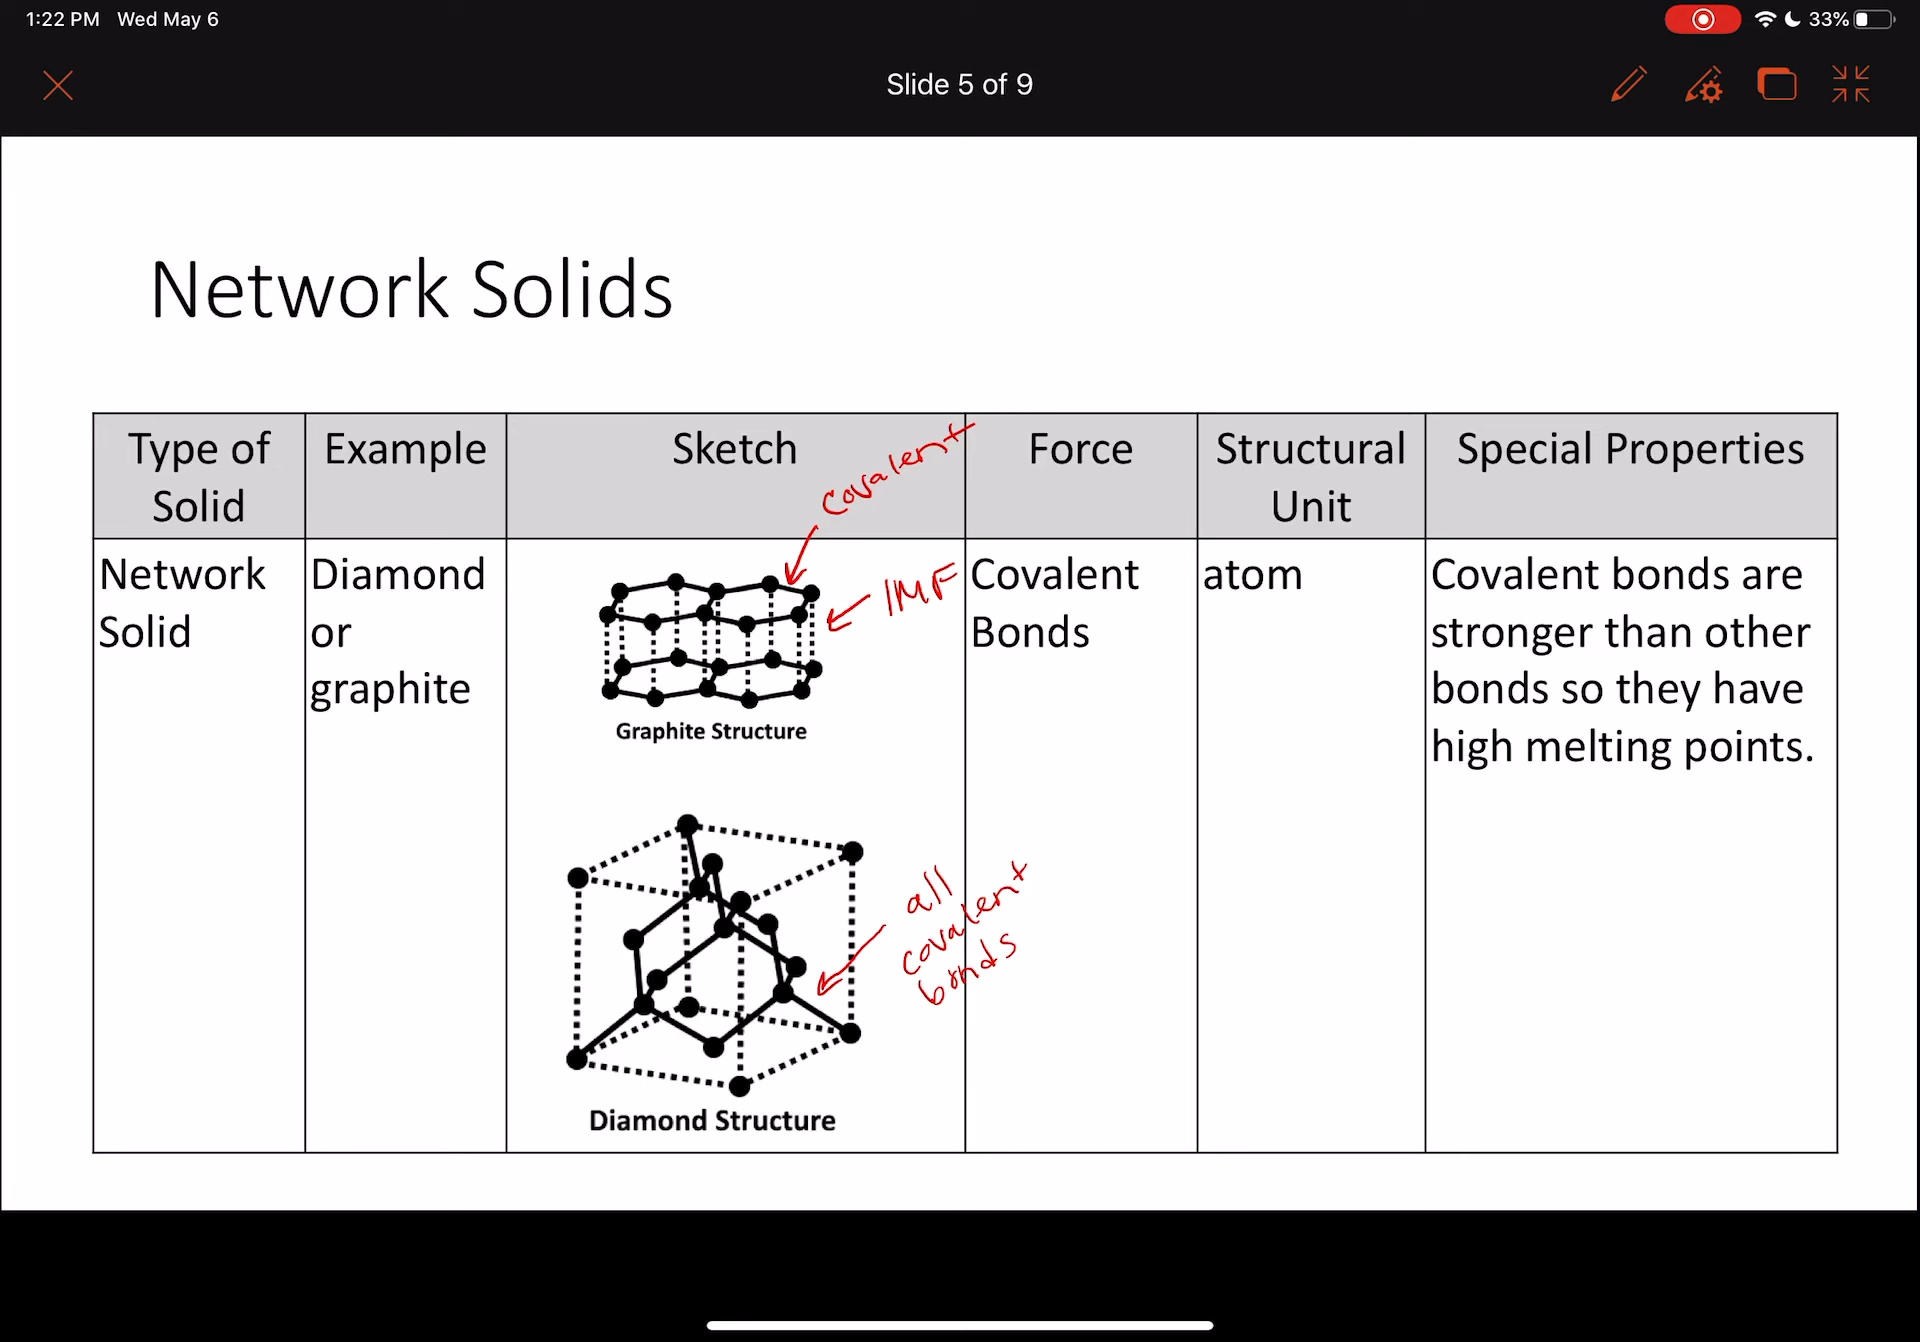 1:22 PM Wed May 6
33%
Slide 5 of 9
Network Solids
Type of Solid
Example
Sketch
Force
Structural Unit
Special Properties
Network
Solid
Diamond
or
graphite
covalent
IMF
Graphite Structure
all
covalent
bonds
Diamond Structure
Covalent
Bonds
atom
Covalent bonds are
stronger than other
bonds so they have
high melting points.